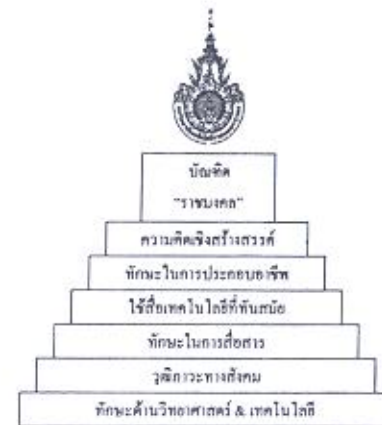 บัณฑิต
"ราชมงคล"
ความคิดเชิงสร้างสรรค์
ทักษะในการประกอบอาชีพ
ใช้สื่อเทคโนโลยีที่ทันสมัย
ทักษะในการสื่อสาร
วุฒิภาวะทางสังคม
ทักษะด้านวิทยาศาสตร์ & เทคโนโลยี